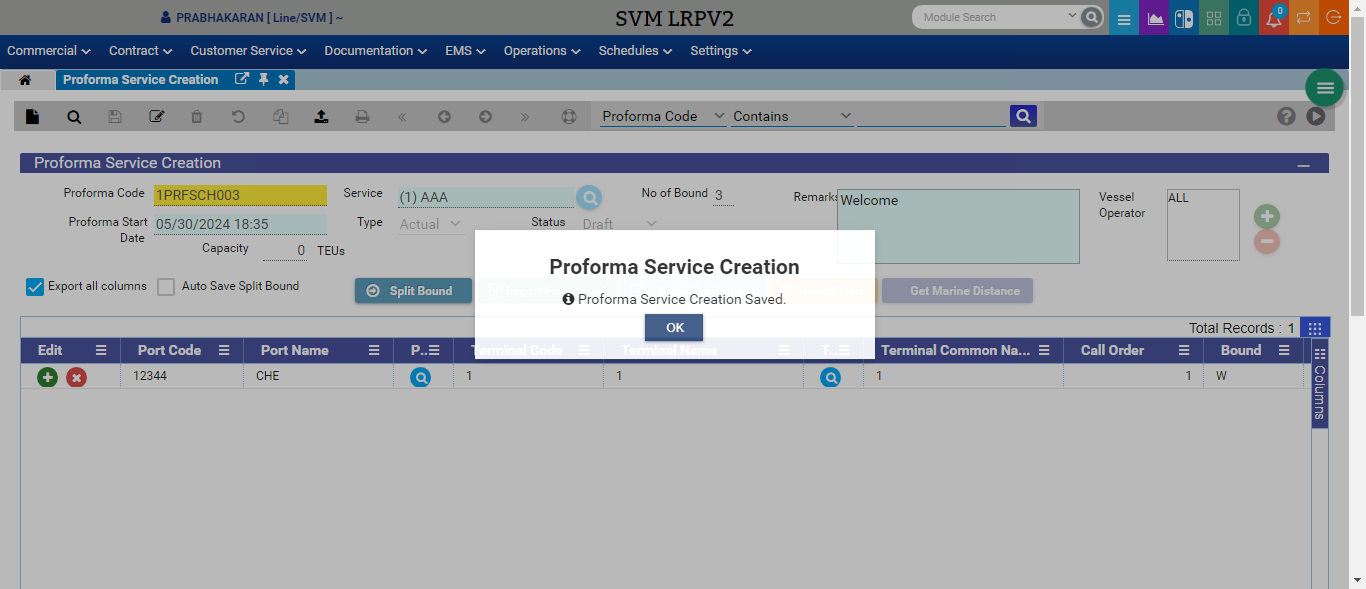 PRABHAKARAN [ Line/SVM ] ~
SVM LRPV2
Module Search
0
Commercial Contract Customer Service Documentation EMS Operations Schedules Settings
Proforma Service Creation
Proforma Code Contains
Proforma Service Creation
Proforma Code 1PRFSCH003 Service (1) AAA No of Bound 3 Remarks Welcome Vessel Operator ALL
Proforma Start Date 05/30/2024 18:35 Type Actual Status Draft
Capacity 0 TEUs
Export all columns Auto Save Split Bound Split Bound Get Marine Distance
Proforma Service Creation
Proforma Service Creation Saved.
OK
Total Records : 1
Edit Port Code Port Name P.. Terminal Code Terminal Name T.. Terminal Common Na... Call Order Bound
12344 CHE 1 1 1 1 W
Columns